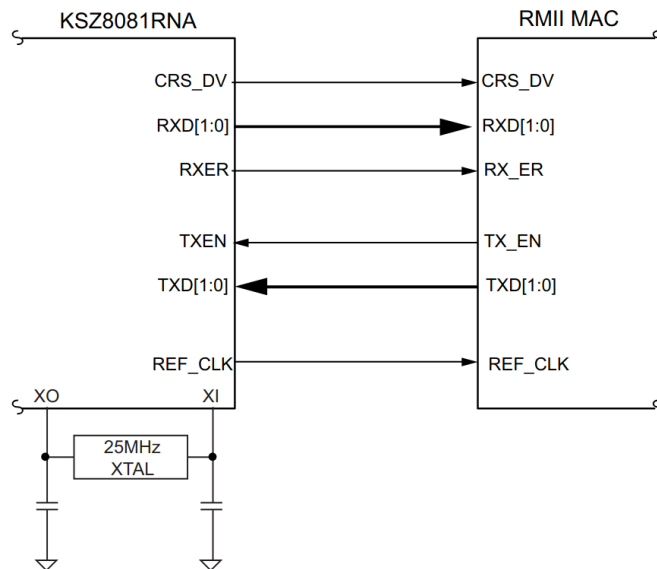 KSZ8081RNA
RMII MAC
CRS_DV
CRS_DV
RXD[1:0]
RXD[1:0]
RXER
RX_ER
TXEN
TX_EN
TXD[1:0]
TXD[1:0]
REF_CLK
REF_CLK
XO
XI
25MHz
XTAL